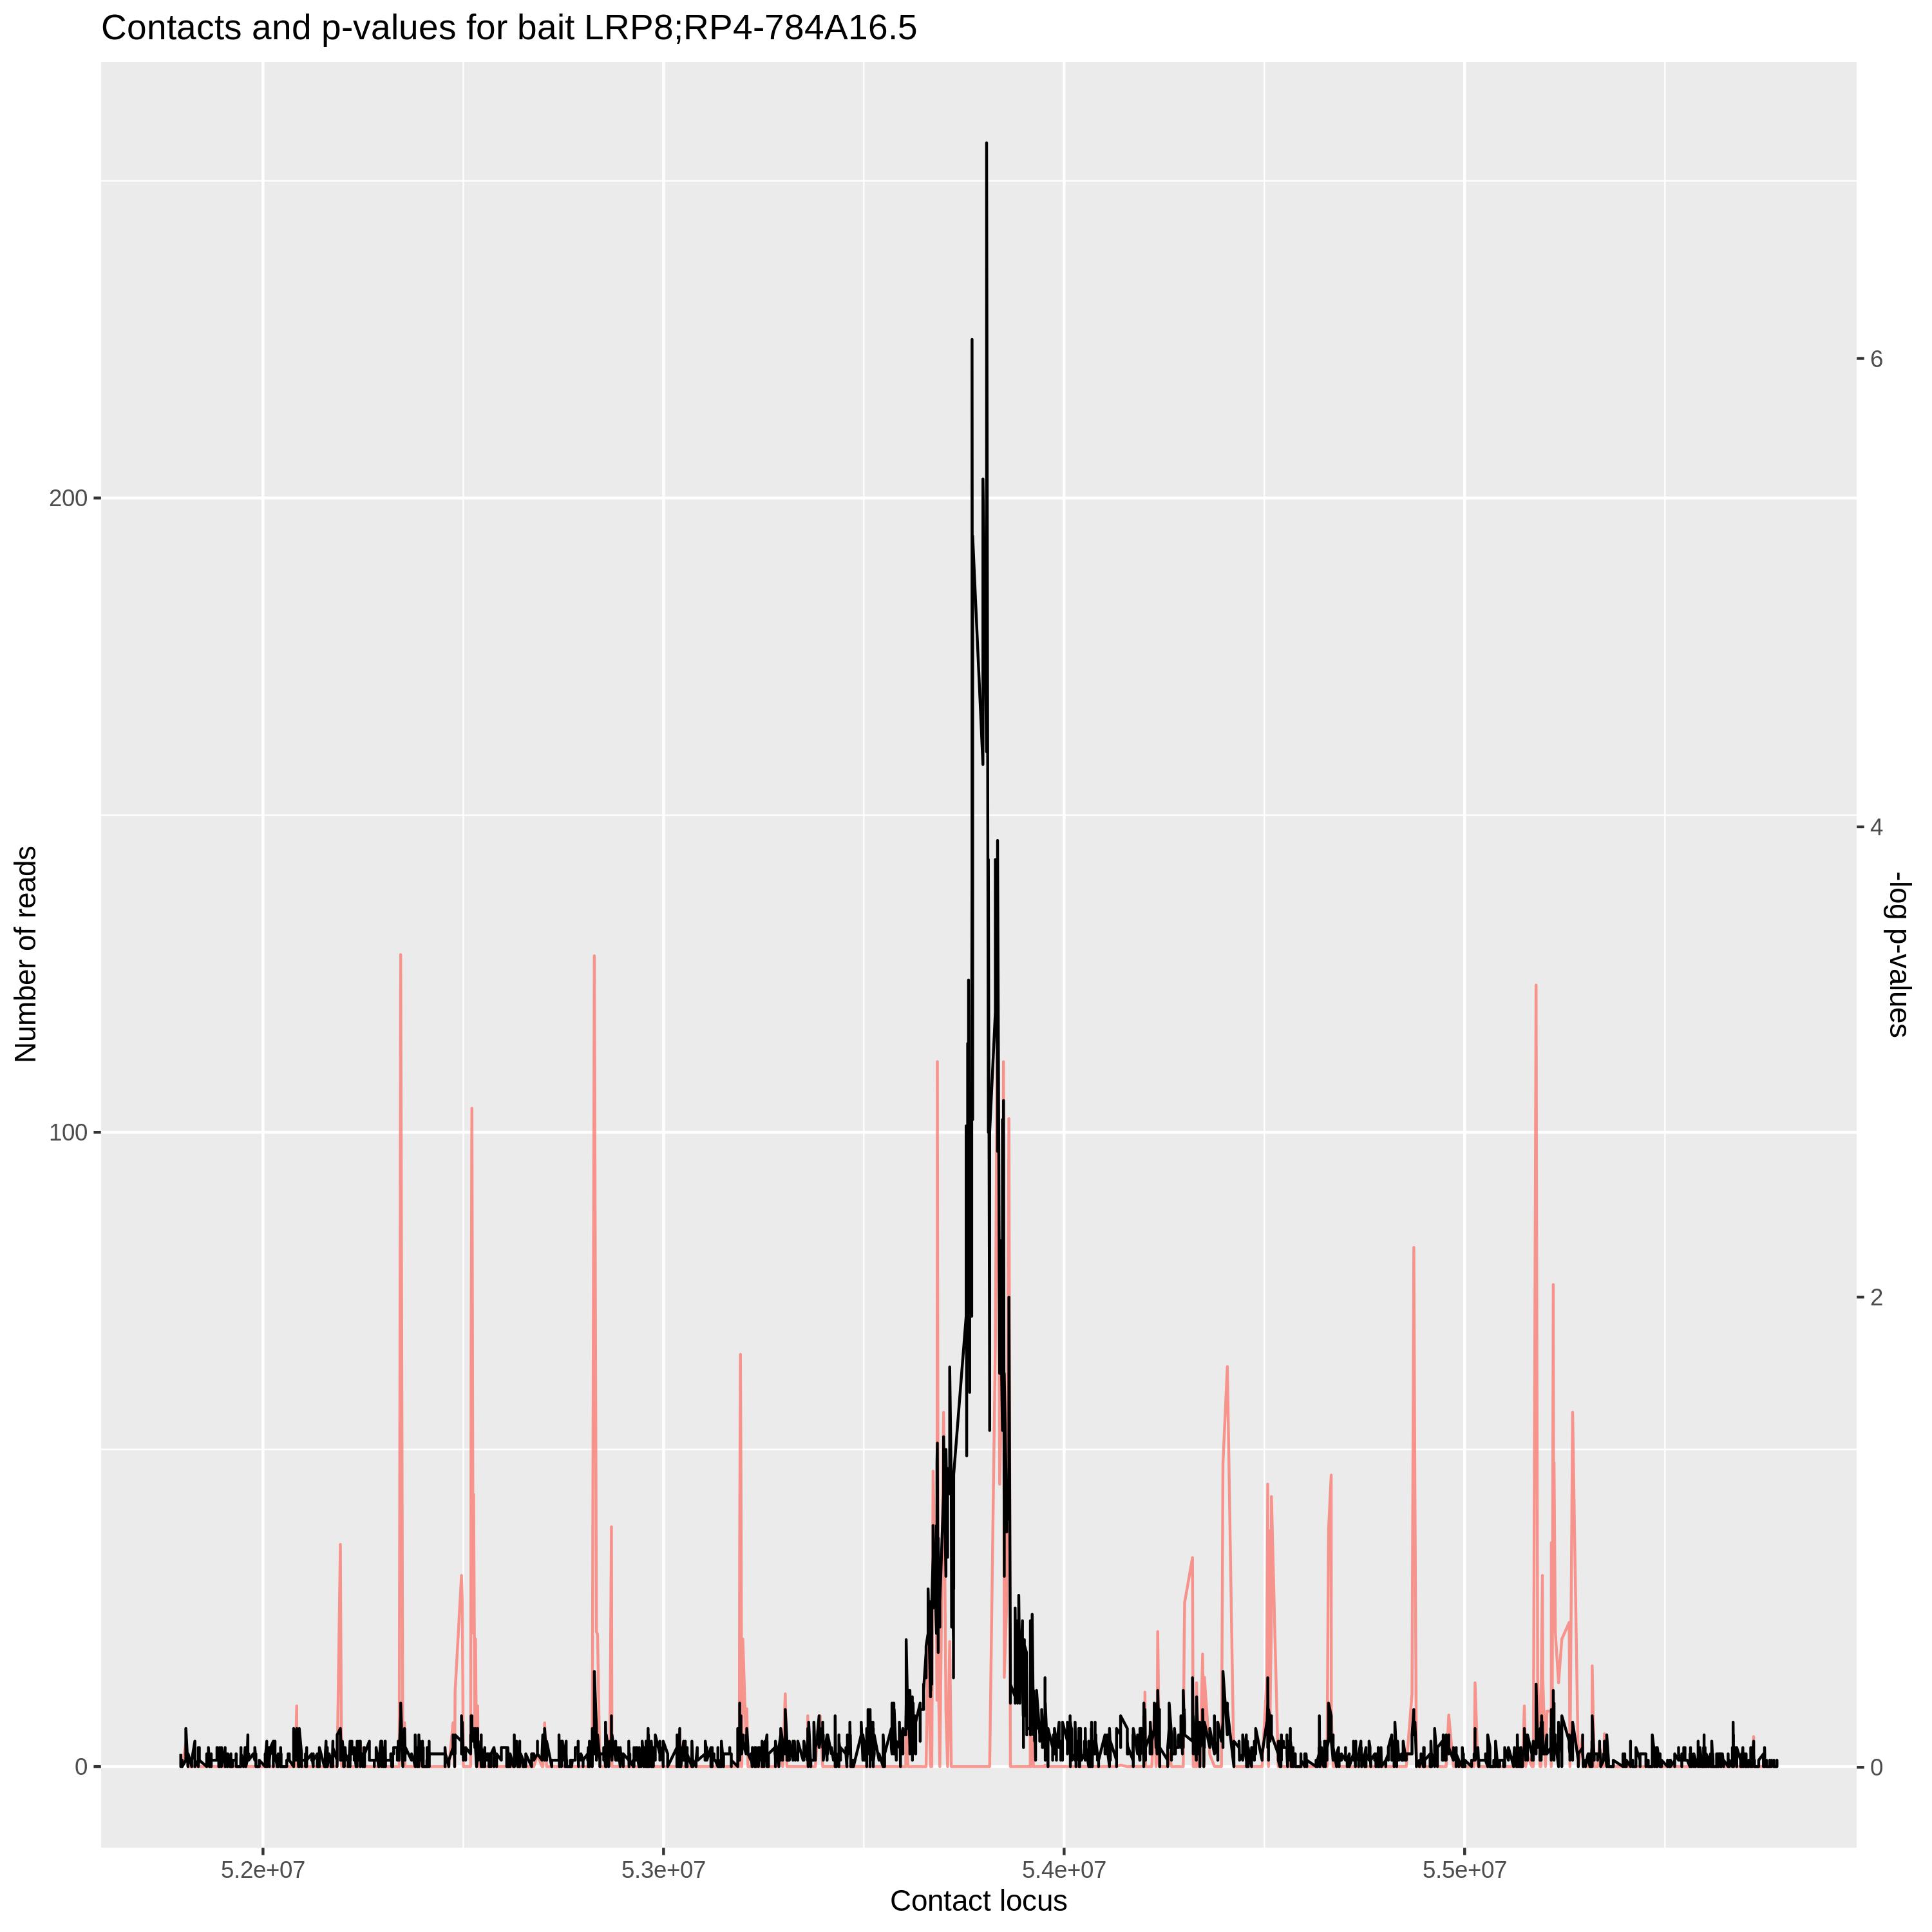 Contacts and p-values for bait LRP8;RP4-784A16.5
Number of reads
200
100
0
6
4
2
0
-log p-values
5.2e+07
5.3e+07
5.4e+07
5.5e+07
Contact locus